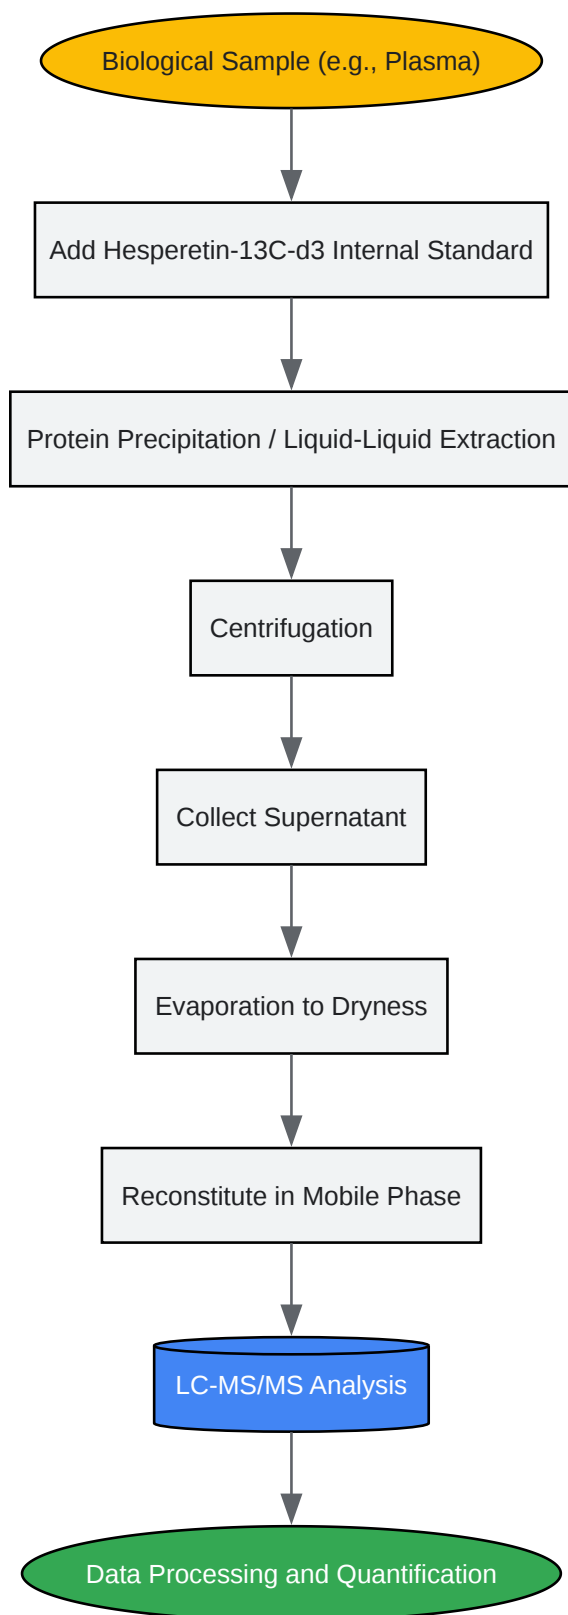 Biological Sample (e.g., Plasma)
Add Hesperetin-13C-d3 Internal Standard
Protein Precipitation / Liquid-Liquid Extraction
Centrifugation
Collect Supernatant
Evaporation to Dryness
Reconstitute in Mobile Phase
LC-MS/MS Analysis
Data Processing and Quantification